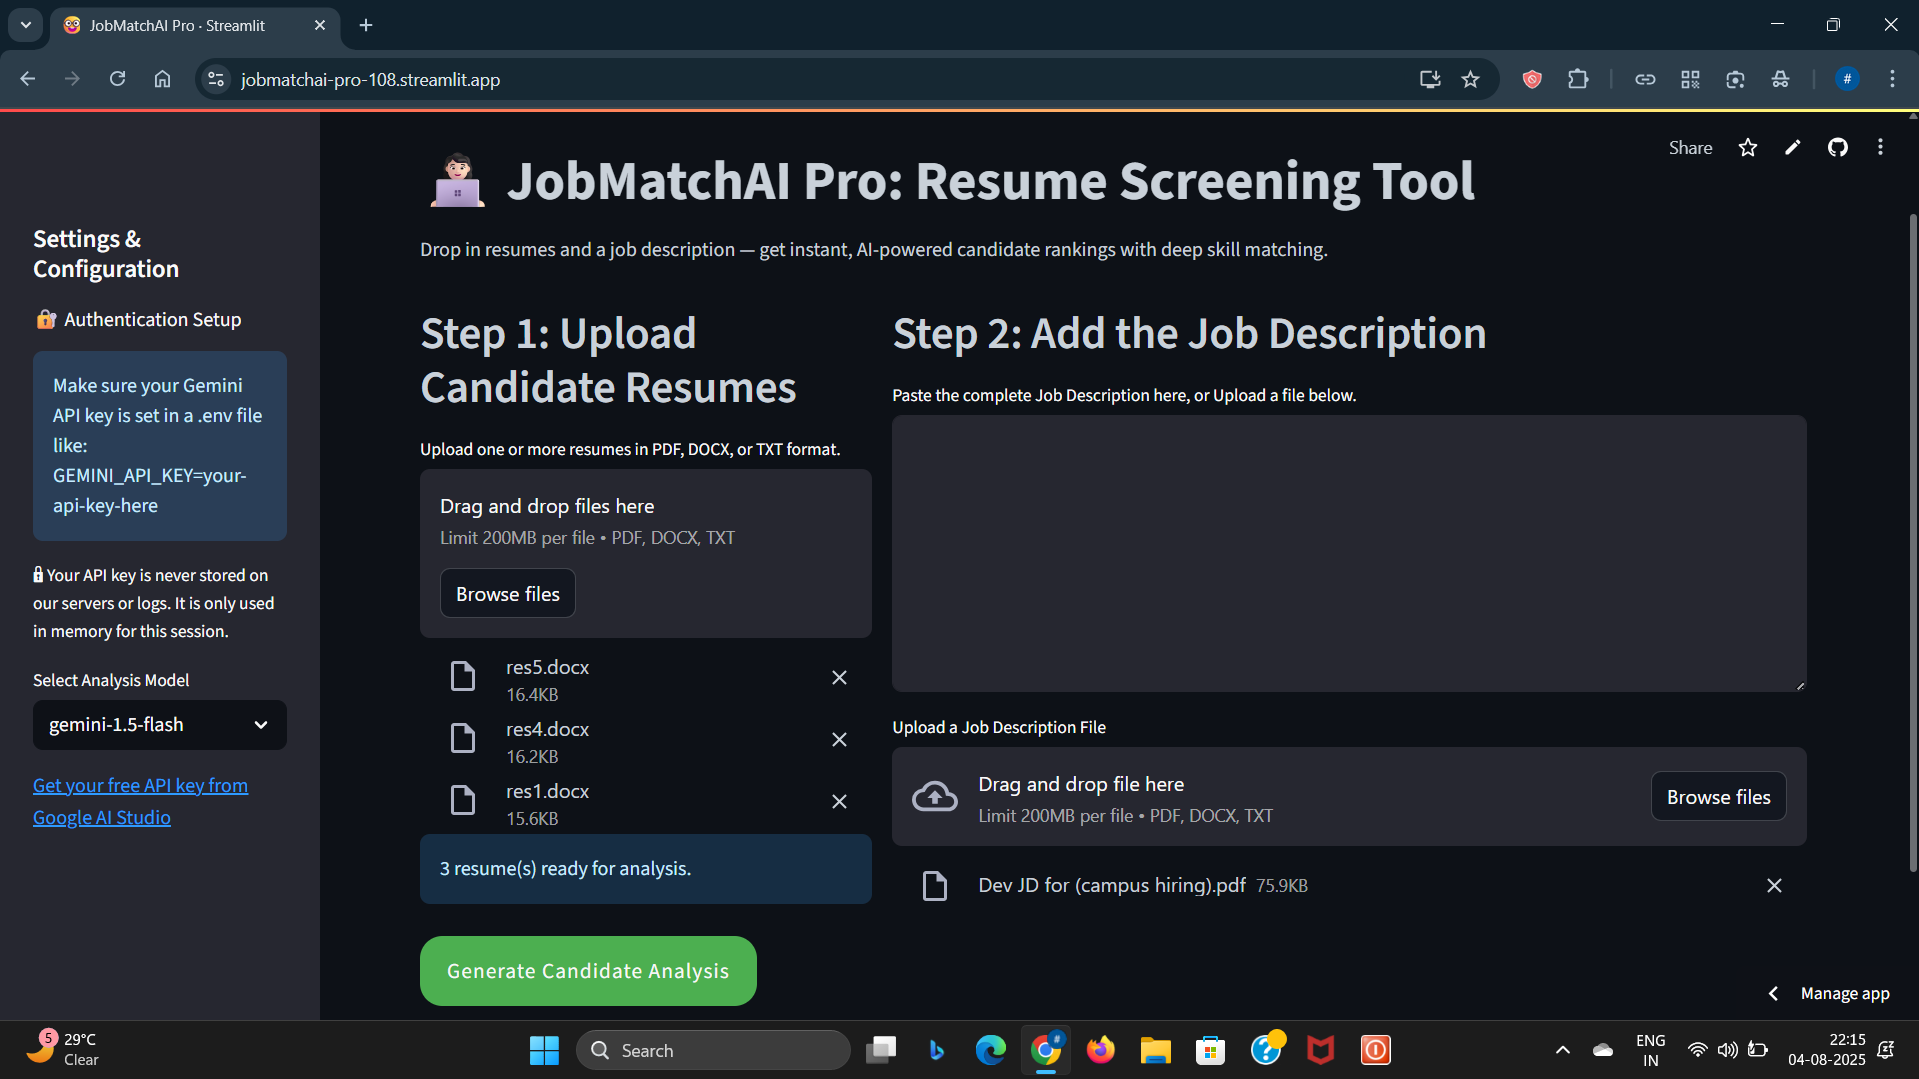 JobMatchAI Pro · Streamlit
jobmatchai-pro-108.streamlit.app
#
Share
Settings &
Configuration
Authentication Setup
Make sure your Gemini
API key is set in a .env file
like:
GEMINI_API_KEY=your-
api-key-here
Your API key is never stored on
our servers or logs. It is only used
in memory for this session.
Select Analysis Model
gemini-1.5-flash
Get your free API key from
Google AI Studio
JobMatchAI Pro: Resume Screening Tool
Drop in resumes and a job description — get instant, AI-powered candidate rankings with deep skill matching.
Step 1: Upload
Candidate Resumes
Upload one or more resumes in PDF, DOCX, or TXT format.
Drag and drop files here
Limit 200MB per file • PDF, DOCX, TXT
Browse files
res5.docx
16.4KB
res4.docx
16.2KB
res1.docx
15.6KB
3 resume(s) ready for analysis.
Generate Candidate Analysis
Step 2: Add the Job Description
Paste the complete Job Description here, or Upload a file below.
Upload a Job Description File
Drag and drop file here
Limit 200MB per file • PDF, DOCX, TXT
Browse files
Dev JD for (campus hiring).pdf 75.9KB
Manage app
5
29°C
Clear
Search
#
ENG
IN
22:15
04-08-2025